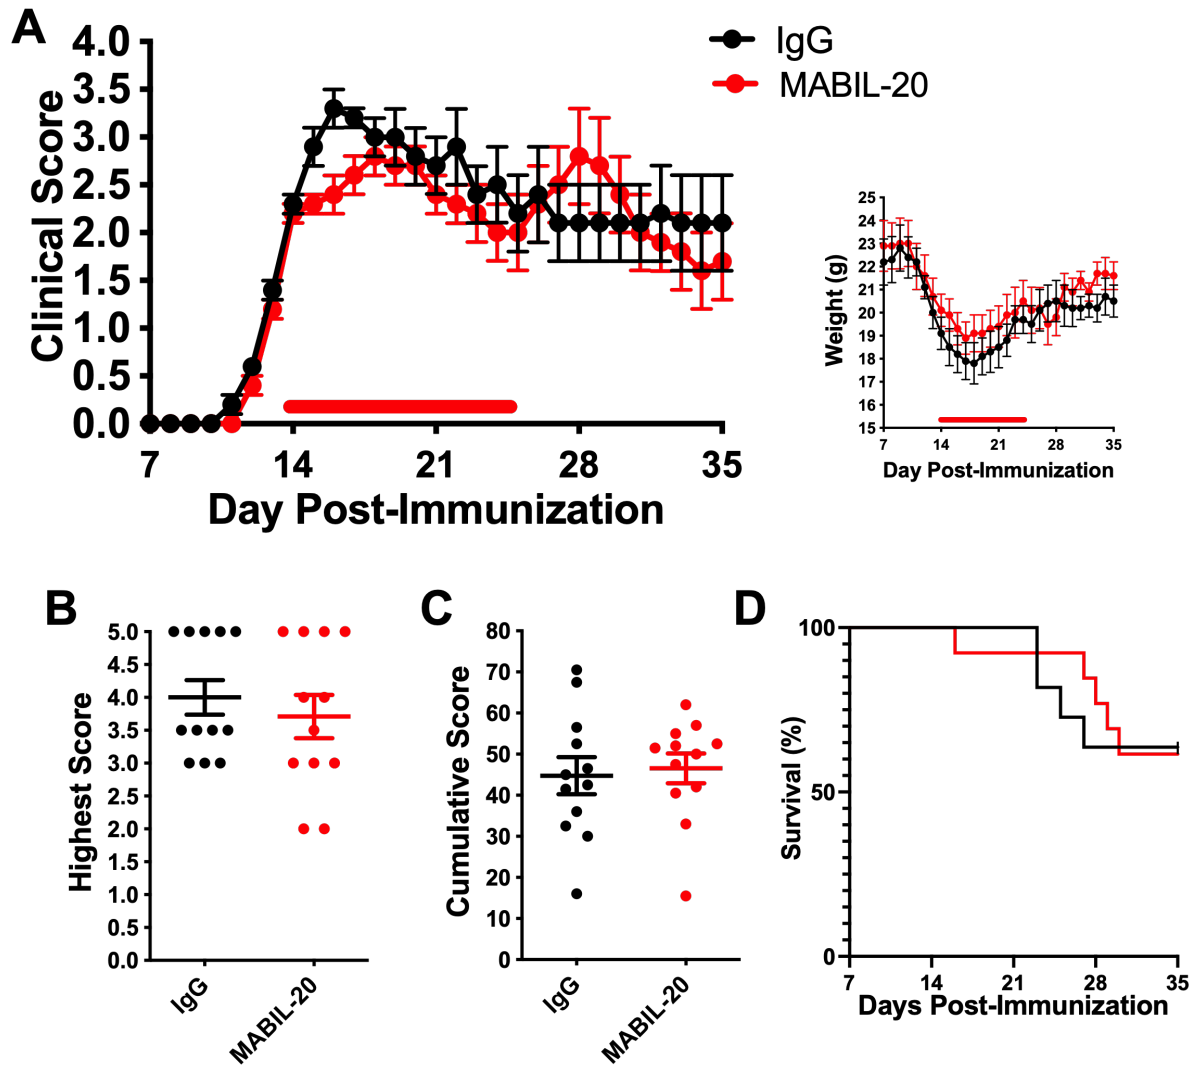 A
IgG
MABIL-20
4.0
3.5
3.0
2.5
2.0
1.5
1.0
0.5
0.0
Clinical Score
7 14 21 28 35
Day Post-Immunization
25
24
23
22
21
20
19
18
17
16
15
Weight (g)
7 14 21 28 35
Day Post-Immunization
B
5.0
4.5
4.0
3.5
3.0
2.5
2.0
1.5
1.0
0.5
0.0
Highest Score
IgG
MABIL-20
C
80
70
60
50
40
30
20
10
0
Cumulative Score
IgG
MABIL-20
D
100
50
0
Survival (%)
7 14 21 28 35
Days Post-Immunization